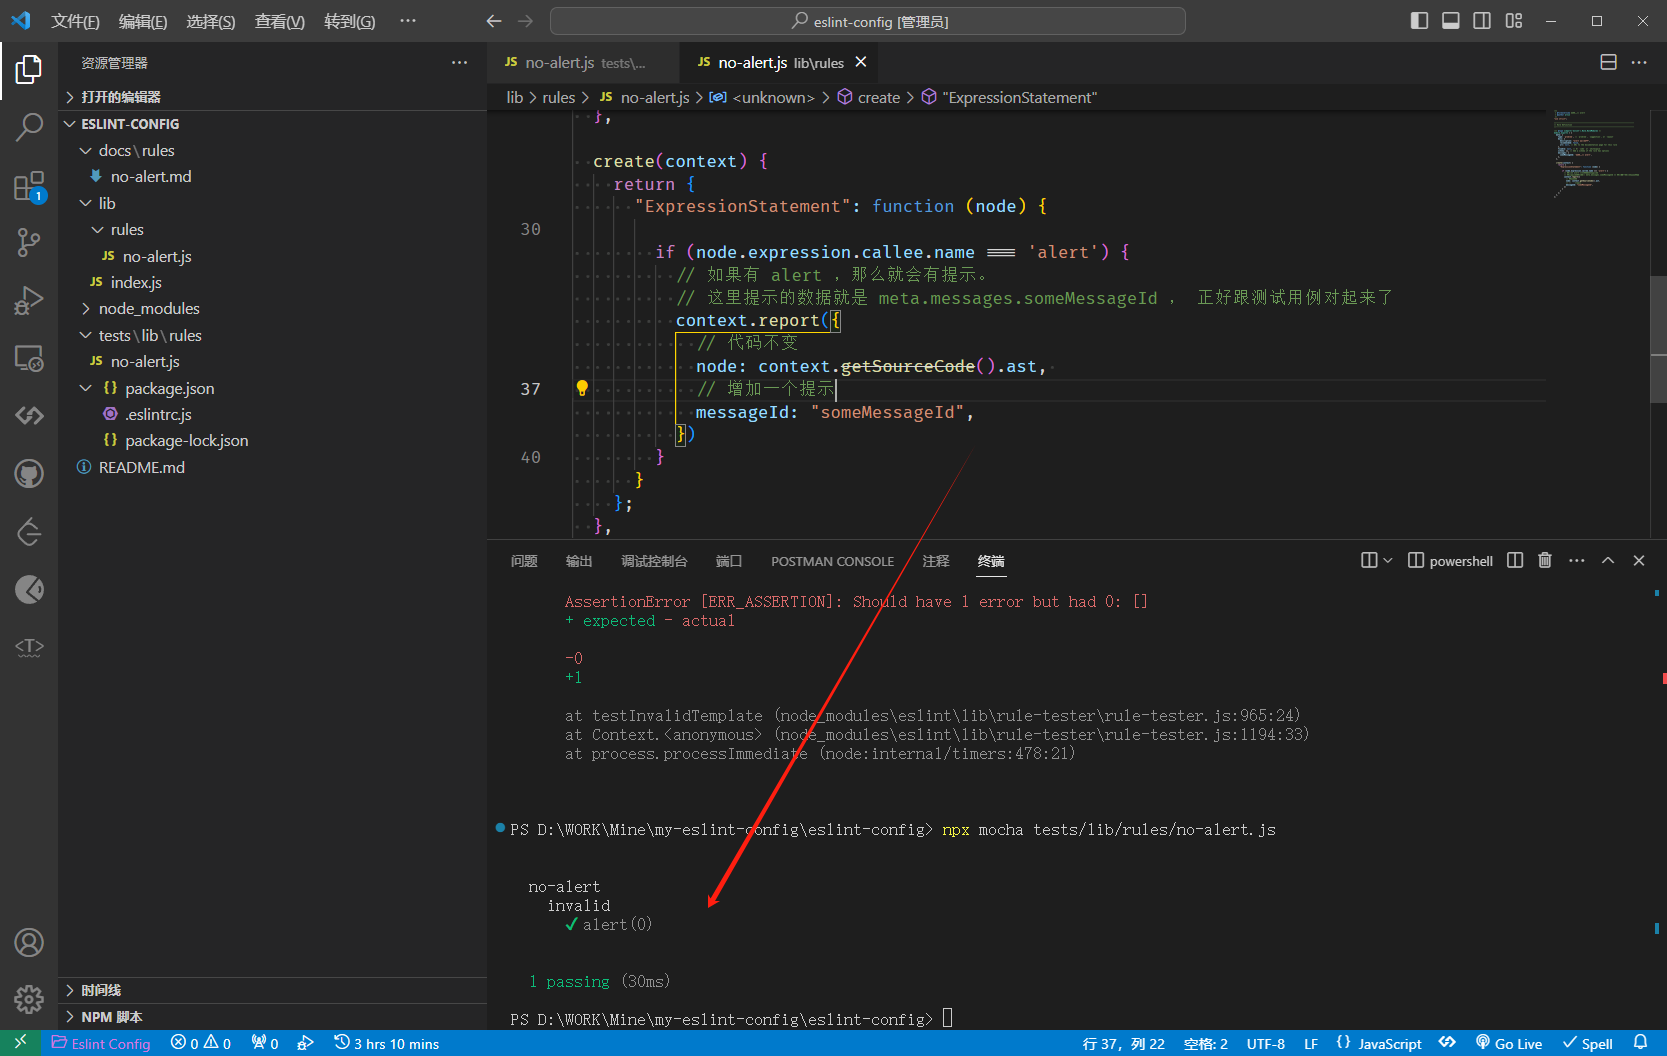 文件(F) 编辑(E) 选择(S) 查看(V) 转到(G) ··· eslint-config [管理员]
资源管理器
打开的编辑器
ESLINT-CONFIG
docs\rules
no-alert.md
lib
rules
JS no-alert.js
JS index.js
node_modules
tests\lib\rules
JS no-alert.js
{} package.json
.eslintrc.js
{} package-lock.json
README.md
时间线
NPM 脚本
1
JS no-alert.js tests\...
JS no-alert.js lib\rules
lib > rules > JS no-alert.js > <unknown> > create > "ExpressionStatement"
},
create(context) {
return {
"ExpressionStatement": function (node) {
30
if (node.expression.callee.name === 'alert') {
// 如果有 alert ，那么就会有提示。
// 这里提示的数据就是 meta.messages.someMessageId ， 正好跟测试用例对起来了
context.report({
// 代码不变
node: context.getSourceCode().ast,
37 // 增加一个提示
messageId: "someMessageId",
})
40 }
}
};
},
问题 输出 调试控制台 端口 POSTMAN CONSOLE 注释 终端 powershell
AssertionError [ERR_ASSERTION]: Should have 1 error but had 0: []
+ expected - actual
-0
+1
at testInvalidTemplate (node_modules\eslint\lib\rule-tester\rule-tester.js:965:24)
at Context.<anonymous> (node_modules\eslint\lib\rule-tester\rule-tester.js:1194:33)
at process.processImmediate (node:internal/timers:478:21)
PS D:\WORK\Mine\my-eslint-config\eslint-config> npx mocha tests/lib/rules/no-alert.js
no-alert
invalid
✓ alert(0)
1 passing (30ms)
PS D:\WORK\Mine\my-eslint-config\eslint-config>
Eslint Config 0 0 0 3 hrs 10 mins 行 37，列 22 空格: 2 UTF-8 LF {} JavaScript Go Live Spell